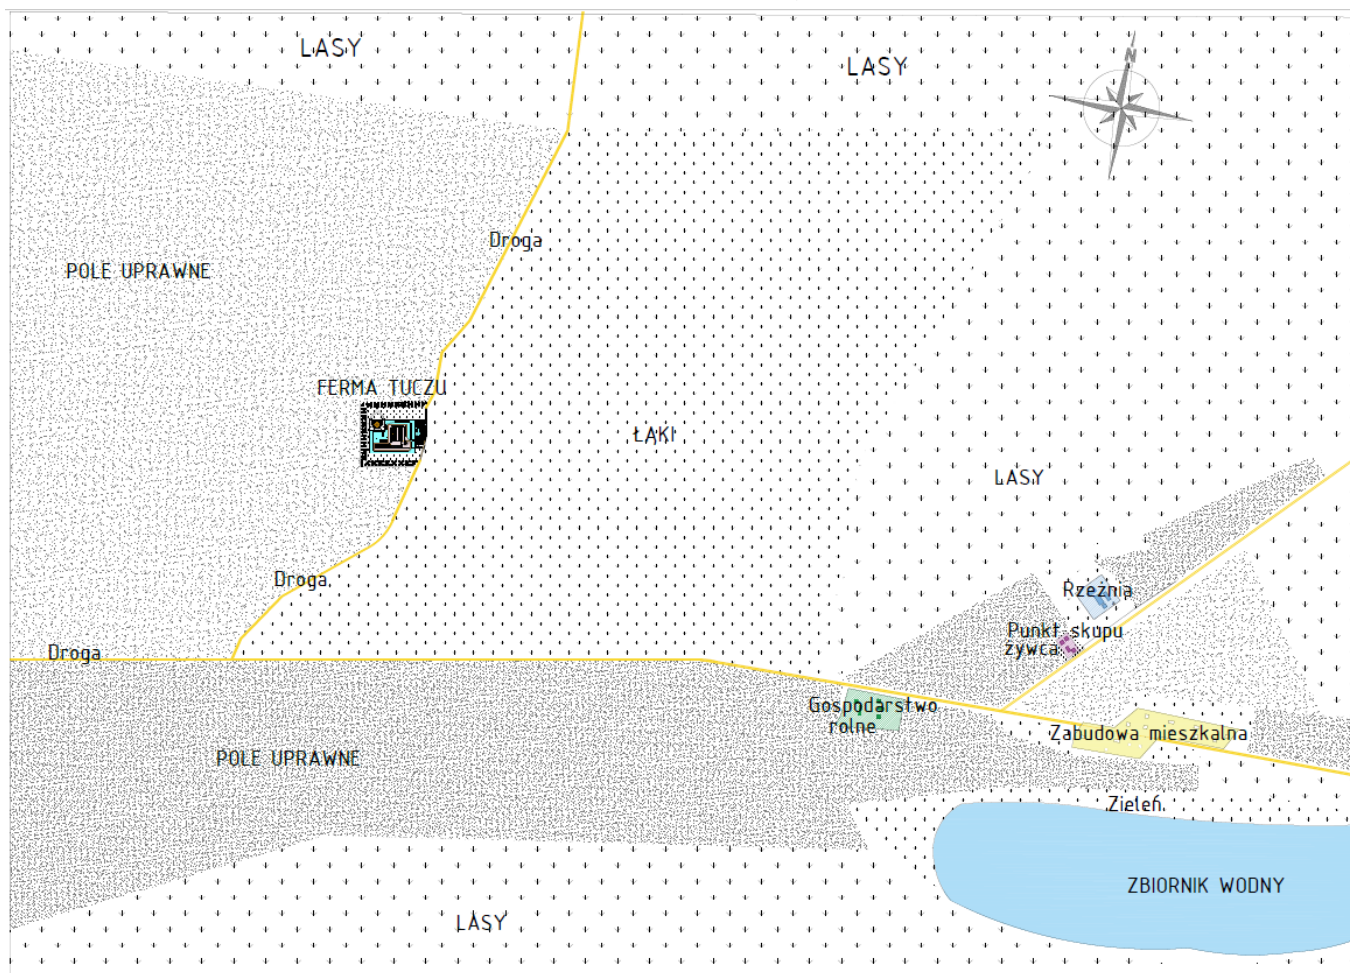 LASY
LASY
N
Droga
POLE UPRAWNE
FERMA TUCZU
ŁĄKI
LASY
Droga
Rzeźnia
Punkt skupu
żywca
Droga
Gospodarstwo
rolne
Zabudowa mieszkalna
POLE UPRAWNE
Zieleń
ZBIORNIK WODNY
LASY